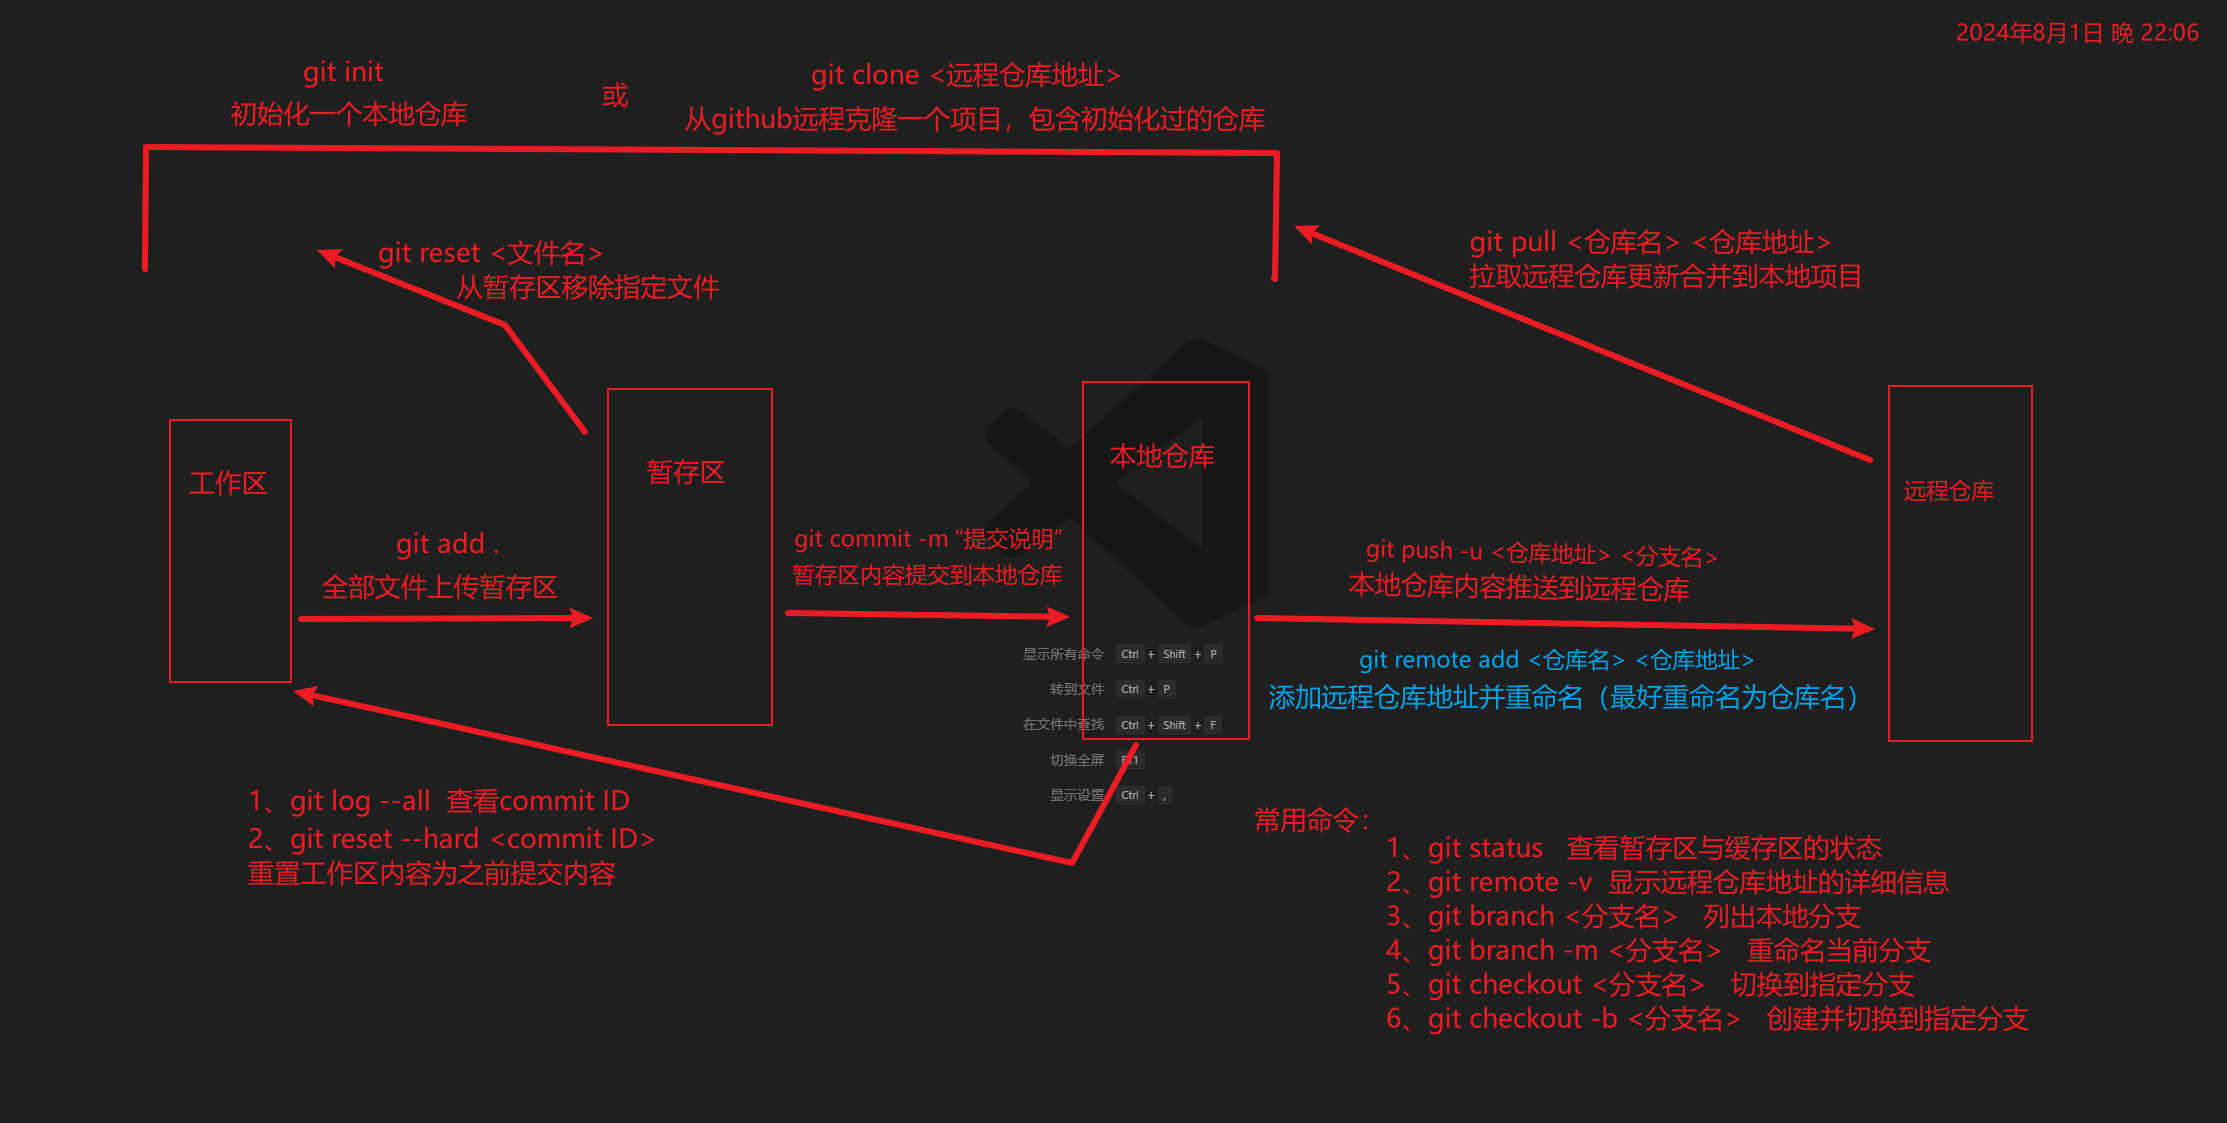 2024年8月1日 晚 22:06
git init
初始化一个本地仓库
或
git clone <远程仓库地址>
从github远程克隆一个项目，包含初始化过的仓库
git reset <文件名>
从暂存区移除指定文件
git pull <仓库名> <仓库地址>
拉取远程仓库更新合并到本地项目
工作区
暂存区
本地仓库
远程仓库
git add .
全部文件上传暂存区
git commit -m “提交说明”
暂存区内容提交到本地仓库
git push -u <仓库地址> <分支名>
本地仓库内容推送到远程仓库
git remote add <仓库名> <仓库地址>
添加远程仓库地址并重命名（最好重命名为仓库名）
显示所有命令 Ctrl + Shift + P
转到文件 Ctrl + P
在文件中查找 Ctrl + Shift + F
切换全屏
显示设置 Ctrl + ,
1、git log --all 查看commit ID
2、git reset --hard <commit ID>
重置工作区内容为之前提交内容
常用命令：
1、git status 查看暂存区与缓存区的状态
2、git remote -v 显示远程仓库地址的详细信息
3、git branch <分支名> 列出本地分支
4、git branch -m <分支名> 重命名当前分支
5、git checkout <分支名> 切换到指定分支
6、git checkout -b <分支名> 创建并切换到指定分支